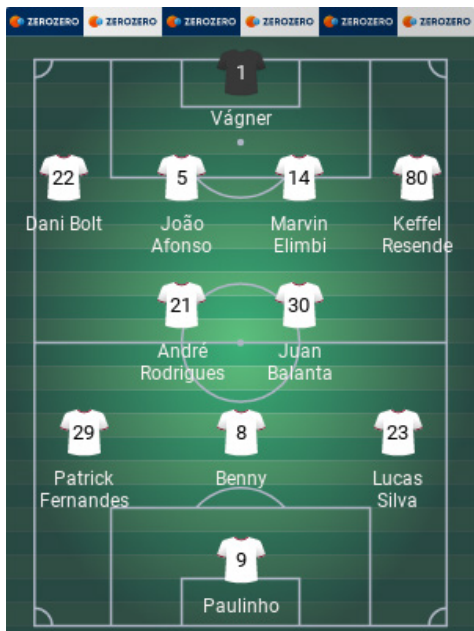 ZEROZERO ZEROZERO ZEROZERO ZEROZERO ZEROZERO ZEROZERO
1
Vágner
22 5 14 80
Dani Bolt João Marvin Keffel
Afonso Elimbi Resende
21 30
André Juan
Rodrigues Balanta
29 8 23
Patrick Benny Lucas
Fernandes Silva
9
Paulinho